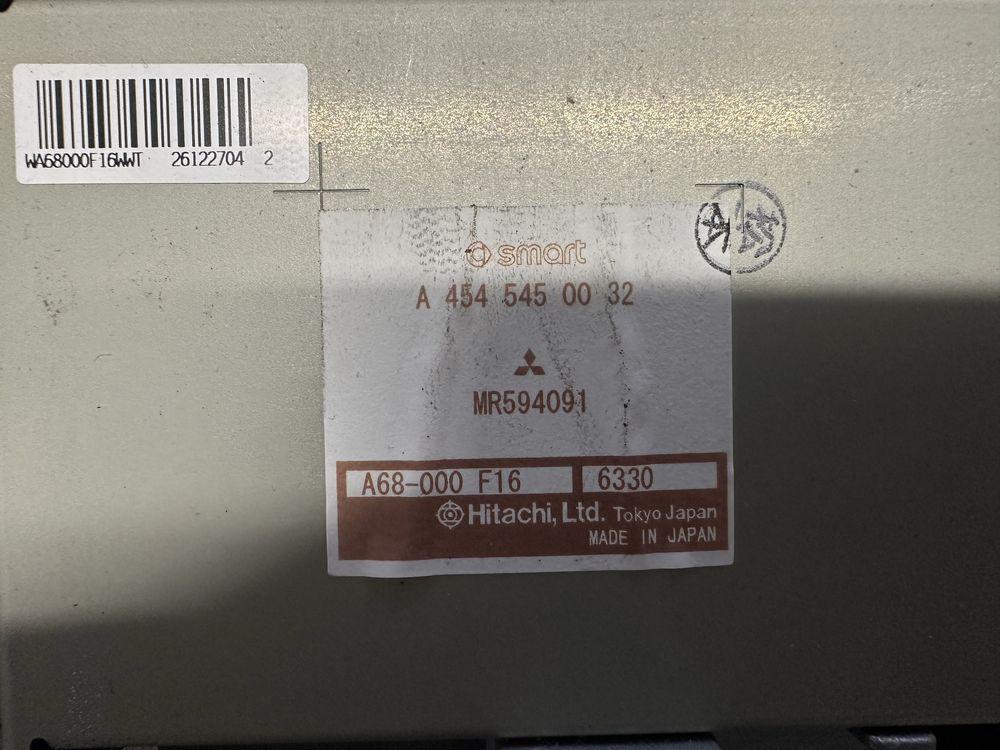 WA68000F16WWT 26122704 2
smart
A 454 545 00 32
MR594091
A68-000 F16 6330
Hitachi, Ltd. Tokyo Japan
MADE IN JAPAN